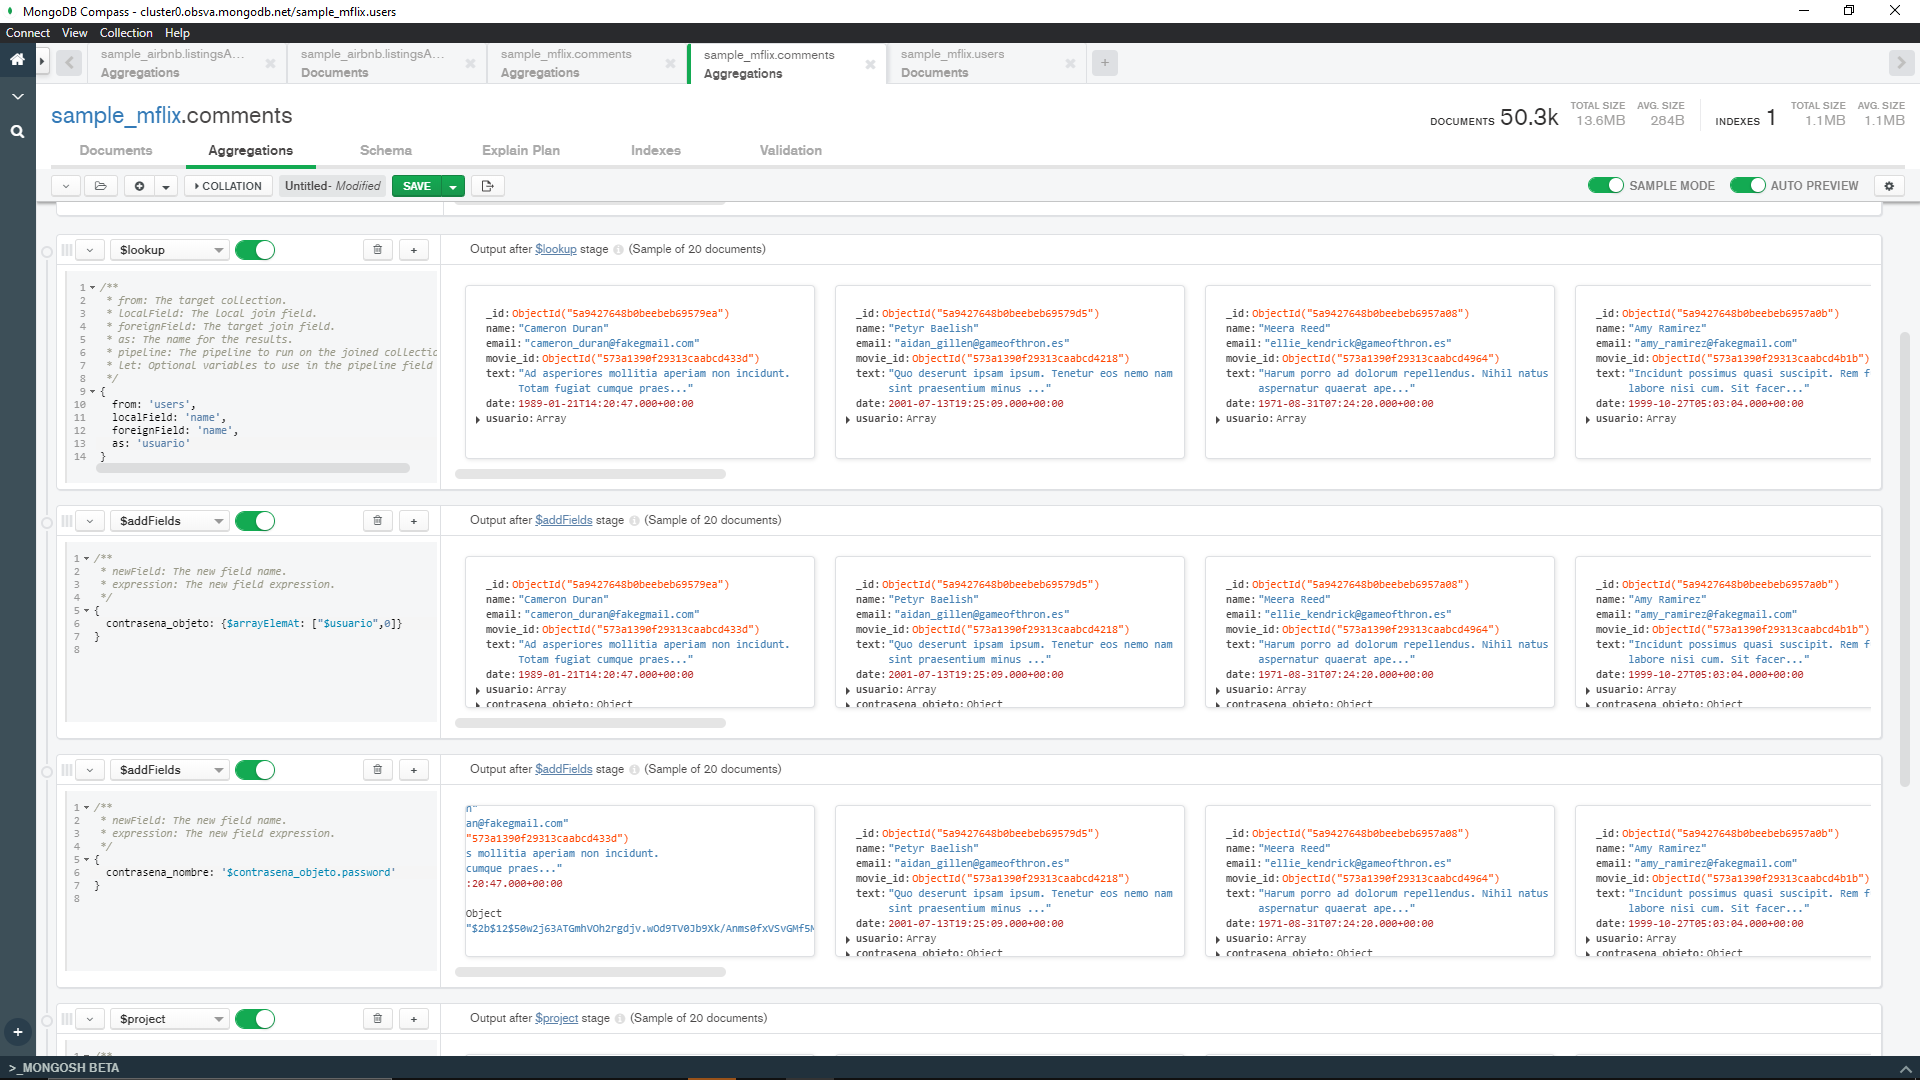 MongoDB Compass - cluster0.obsva.mongodb.net/sample_mflix.users
Connect View Collection Help
sample_airbnb.listingsA...
Aggregations
sample_airbnb.listingsA...
Documents
sample_mflix.comments
Aggregations
sample_mflix.comments
Aggregations
sample_mflix.users
Documents
sample_mflix.comments
DOCUMENTS 50.3k
TOTAL SIZE 13.6MB
AVG. SIZE 284B
INDEXES 1
TOTAL SIZE 1.1MB
AVG. SIZE 1.1MB
Documents Aggregations Schema Explain Plan Indexes Validation
COLLATION
Untitled- Modified
SAVE
SAMPLE MODE
AUTO PREVIEW
$lookup
Output after $lookup stage (Sample of 20 documents)
1 /**
2 * from: The target collection.
3 * localField: The local join field.
4 * foreignField: The target join field.
5 * as: The name for the results.
6 * pipeline: The pipeline to run on the joined collectic
7 * let: Optional variables to use in the pipeline field
8 */
9 {
10 from: 'users',
11 localField: 'name',
12 foreignField: 'name',
13 as: 'usuario'
14 }
_id: ObjectId("5a9427648b0beebeb69579ea")
name: "Cameron Duran"
email: "cameron_duran@fakegmail.com"
movie_id: ObjectId("573a1390f29313caabcd433d")
text: "Ad asperiores mollitia aperiam non incidunt.
Totam fugiat cumque praes..."
date: 1989-01-21T14:20:47.000+00:00
usuario: Array
_id: ObjectId("5a9427648b0beebeb69579d5")
name: "Petyr Baelish"
email: "aidan_gillen@gameofthron.es"
movie_id: ObjectId("573a1390f29313caabcd4218")
text: "Quo deserunt ipsam ipsum. Tenetur eos nemo nam
sint praesentium minus ..."
date: 2001-07-13T19:25:09.000+00:00
usuario: Array
_id: ObjectId("5a9427648b0beebeb6957a08")
name: "Meera Reed"
email: "ellie_kendrick@gameofthron.es"
movie_id: ObjectId("573a1390f29313caabcd4964")
text: "Harum porro ad dolorum repellendus. Nihil natus
aspernatur quaerat ape..."
date: 1971-08-31T07:24:20.000+00:00
usuario: Array
_id: ObjectId("5a9427648b0beebeb6957a0b")
name: "Amy Ramirez"
email: "amy_ramirez@fakegmail.com"
movie_id: ObjectId("573a1390f29313caabcd4b1b")
text: "Incidunt possimus quasi suscipit. Rem f
labore nisi cum. Sit facer..."
date: 1999-10-27T05:03:04.000+00:00
usuario: Array
$addFields
Output after $addFields stage (Sample of 20 documents)
1 /**
2 * newField: The new field name.
3 * expression: The new field expression.
4 */
5 {
6 contrasena_objeto: {$arrayElemAt: ["$usuario",0]}
7 }
8
_id: ObjectId("5a9427648b0beebeb69579ea")
name: "Cameron Duran"
email: "cameron_duran@fakegmail.com"
movie_id: ObjectId("573a1390f29313caabcd433d")
text: "Ad asperiores mollitia aperiam non incidunt.
Totam fugiat cumque praes..."
date: 1989-01-21T14:20:47.000+00:00
usuario: Array
contrasena_objeto: Object
_id: ObjectId("5a9427648b0beebeb69579d5")
name: "Petyr Baelish"
email: "aidan_gillen@gameofthron.es"
movie_id: ObjectId("573a1390f29313caabcd4218")
text: "Quo deserunt ipsam ipsum. Tenetur eos nemo nam
sint praesentium minus ..."
date: 2001-07-13T19:25:09.000+00:00
usuario: Array
contrasena_objeto: Object
_id: ObjectId("5a9427648b0beebeb6957a08")
name: "Meera Reed"
email: "ellie_kendrick@gameofthron.es"
movie_id: ObjectId("573a1390f29313caabcd4964")
text: "Harum porro ad dolorum repellendus. Nihil natus
aspernatur quaerat ape..."
date: 1971-08-31T07:24:20.000+00:00
usuario: Array
contrasena_objeto: Object
_id: ObjectId("5a9427648b0beebeb6957a0b")
name: "Amy Ramirez"
email: "amy_ramirez@fakegmail.com"
movie_id: ObjectId("573a1390f29313caabcd4b1b")
text: "Incidunt possimus quasi suscipit. Rem f
labore nisi cum. Sit facer..."
date: 1999-10-27T05:03:04.000+00:00
usuario: Array
contrasena_objeto: Object
$addFields
Output after $addFields stage (Sample of 20 documents)
1 /**
2 * newField: The new field name.
3 * expression: The new field expression.
4 */
5 {
6 contrasena_nombre: '$contrasena_objeto.password'
7 }
8
n"
an@fakegmail.com"
"573a1390f29313caabcd433d")
s mollitia aperiam non incidunt.
cumque praes..."
:20:47.000+00:00
Object
"$2b$12$50w2j63ATGmhVOh2rgdjv.wOd9TV0Jb9Xk/Anms0fxVSvGMf5M
_id: ObjectId("5a9427648b0beebeb69579d5")
name: "Petyr Baelish"
email: "aidan_gillen@gameofthron.es"
movie_id: ObjectId("573a1390f29313caabcd4218")
text: "Quo deserunt ipsam ipsum. Tenetur eos nemo nam
sint praesentium minus ..."
date: 2001-07-13T19:25:09.000+00:00
usuario: Array
contrasena_objeto: Object
_id: ObjectId("5a9427648b0beebeb6957a08")
name: "Meera Reed"
email: "ellie_kendrick@gameofthron.es"
movie_id: ObjectId("573a1390f29313caabcd4964")
text: "Harum porro ad dolorum repellendus. Nihil natus
aspernatur quaerat ape..."
date: 1971-08-31T07:24:20.000+00:00
usuario: Array
contrasena_objeto: Object
_id: ObjectId("5a9427648b0beebeb6957a0b")
name: "Amy Ramirez"
email: "amy_ramirez@fakegmail.com"
movie_id: ObjectId("573a1390f29313caabcd4b1b")
text: "Incidunt possimus quasi suscipit. Rem f
labore nisi cum. Sit facer..."
date: 1999-10-27T05:03:04.000+00:00
usuario: Array
contrasena_objeto: Object
$project
Output after $project stage (Sample of 20 documents)
1 /**
>_MONGOSH BETA